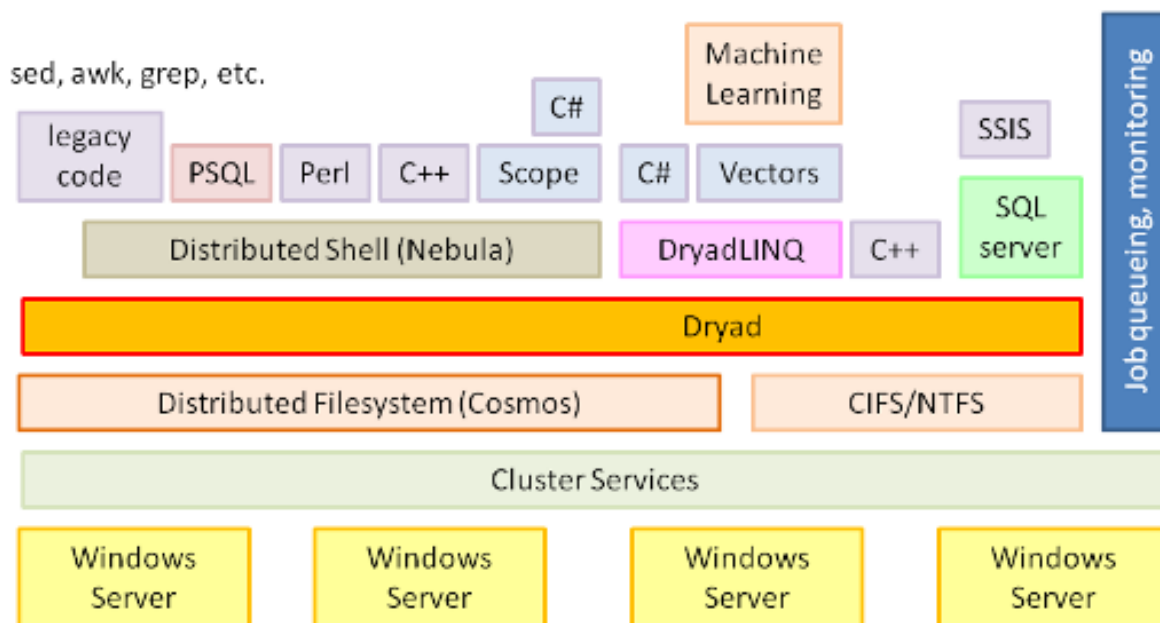 Machine
Learning
sed, awk, grep, etc.
C#
SSIS
legacy
code
PSQL
Perl
C++
Scope
C#
Vectors
SQL
server
Distributed Shell (Nebula)
DryadLINQ
C++
Dryad
Job queueing, monitoring
Distributed Filesystem (Cosmos)
CIFS/NTFS
Cluster Services
Windows
Server
Windows
Server
Windows
Server
Windows
Server